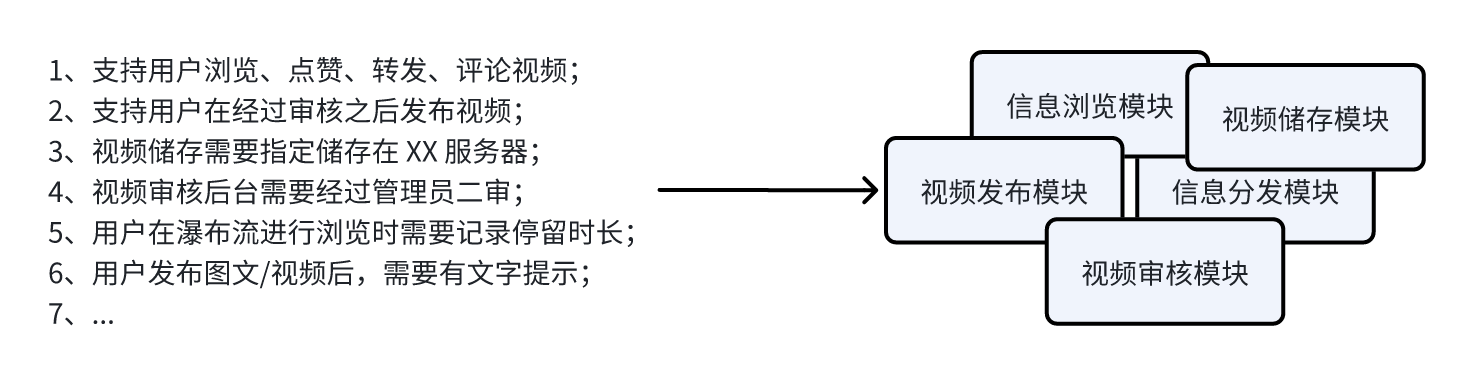 1、支持用户浏览、点赞、转发、评论视频；
2、支持用户在经过审核之后发布视频；
3、视频储存需要指定储存在 XX 服务器；
4、视频审核后台需要经过管理员二审；
5、用户在瀑布流进行浏览时需要记录停留时长；
6、用户发布图文/视频后，需要有文字提示；
7、...
信息浏览模块
视频储存模块
视频发布模块
信息分发模块
视频审核模块